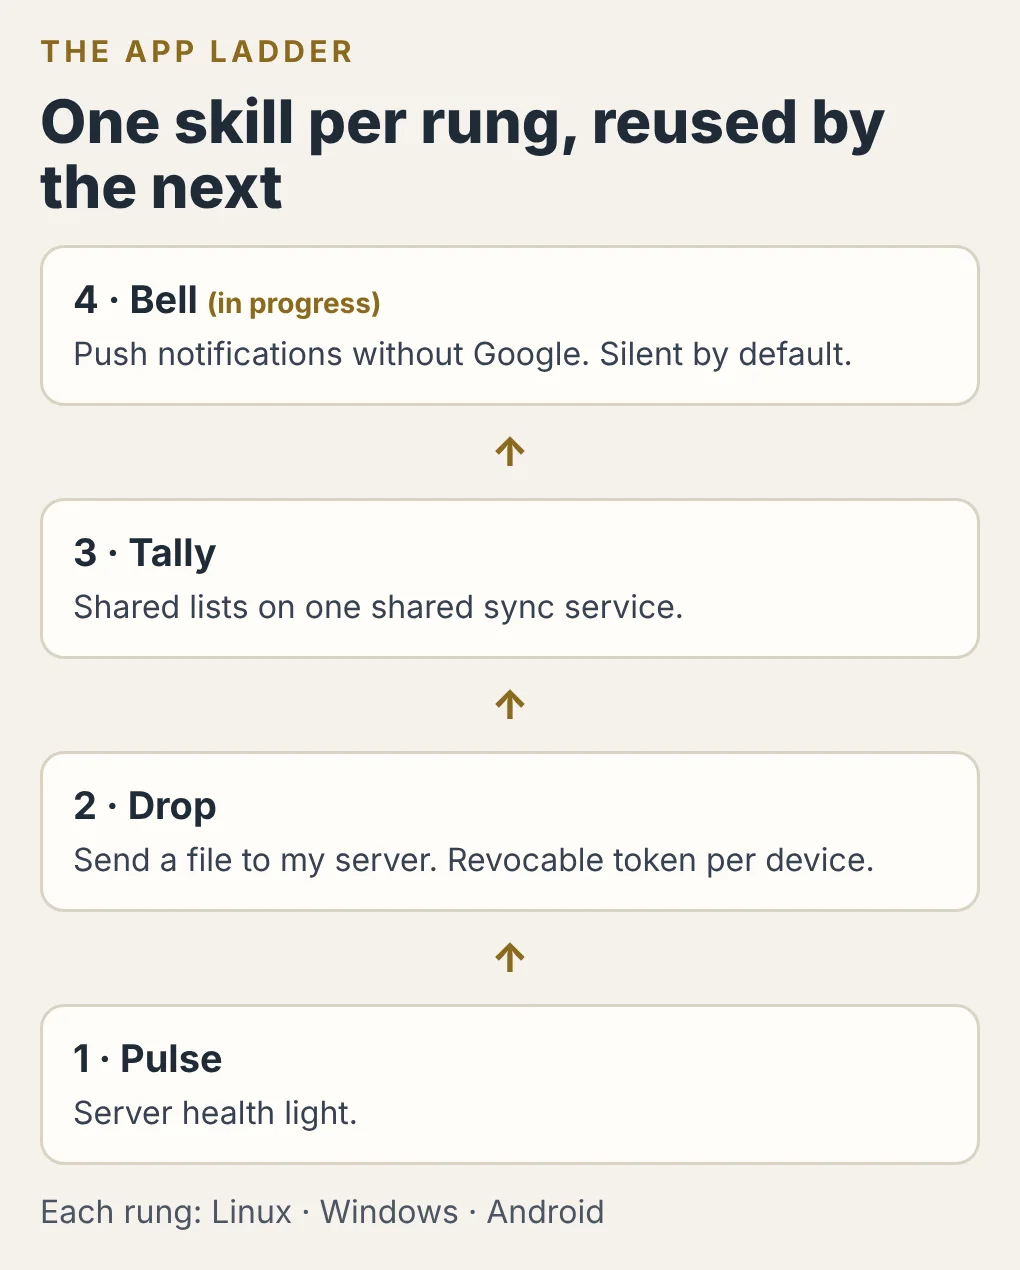 THE APP LADDER
One skill per rung, reused by
the next
4 · Bell (in progress)
Push notifications without Google. Silent by default.
↑
3 · Tally
Shared lists on one shared sync service.
↑
2 · Drop
Send a file to my server. Revocable token per device.
↑
1 · Pulse
Server health light.
Each rung: Linux · Windows · Android